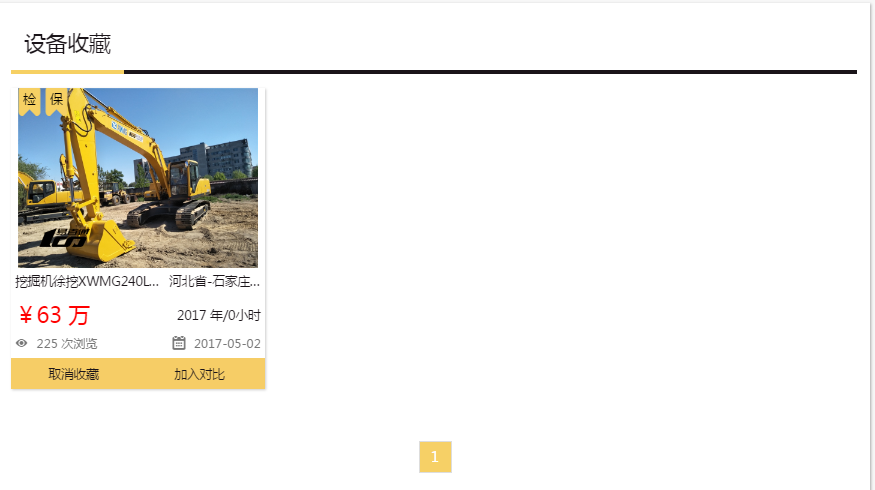 设备收藏
检 保
挖掘机徐挖XWMG240L... 河北省-石家庄...
￥63 万 2017 年/0小时
225 次浏览 2017-05-02
取消收藏 加入对比
1